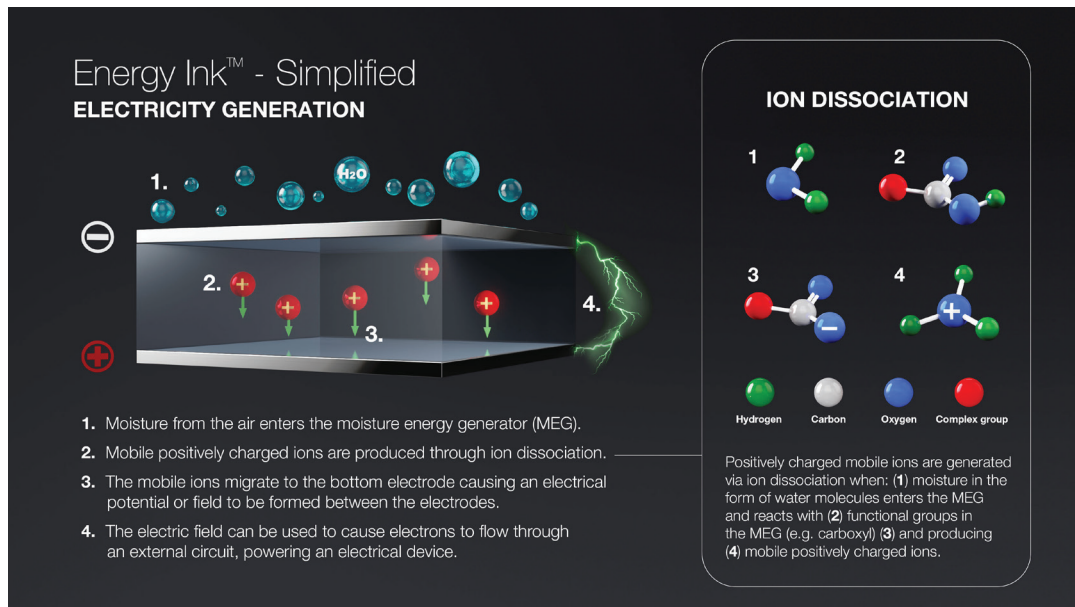 Energy Ink™ - Simplified
ELECTRICITY GENERATION
1.
H₂O
2.
3.
4.
1. Moisture from the air enters the moisture energy generator (MEG).
2. Mobile positively charged ions are produced through ion dissociation.
3. The mobile ions migrate to the bottom electrode causing an electrical
potential or field to be formed between the electrodes.
4. The electric field can be used to cause electrons to flow through
an external circuit, powering an electrical device.
ION DISSOCIATION
1
2
3
4
Hydrogen
Carbon
Oxygen
Complex group
Positively charged mobile ions are generated
via ion dissociation when: (1) moisture in the
form of water molecules enters the MEG
and reacts with (2) functional groups in
the MEG (e.g. carboxyl) (3) and producing
(4) mobile positively charged ions.